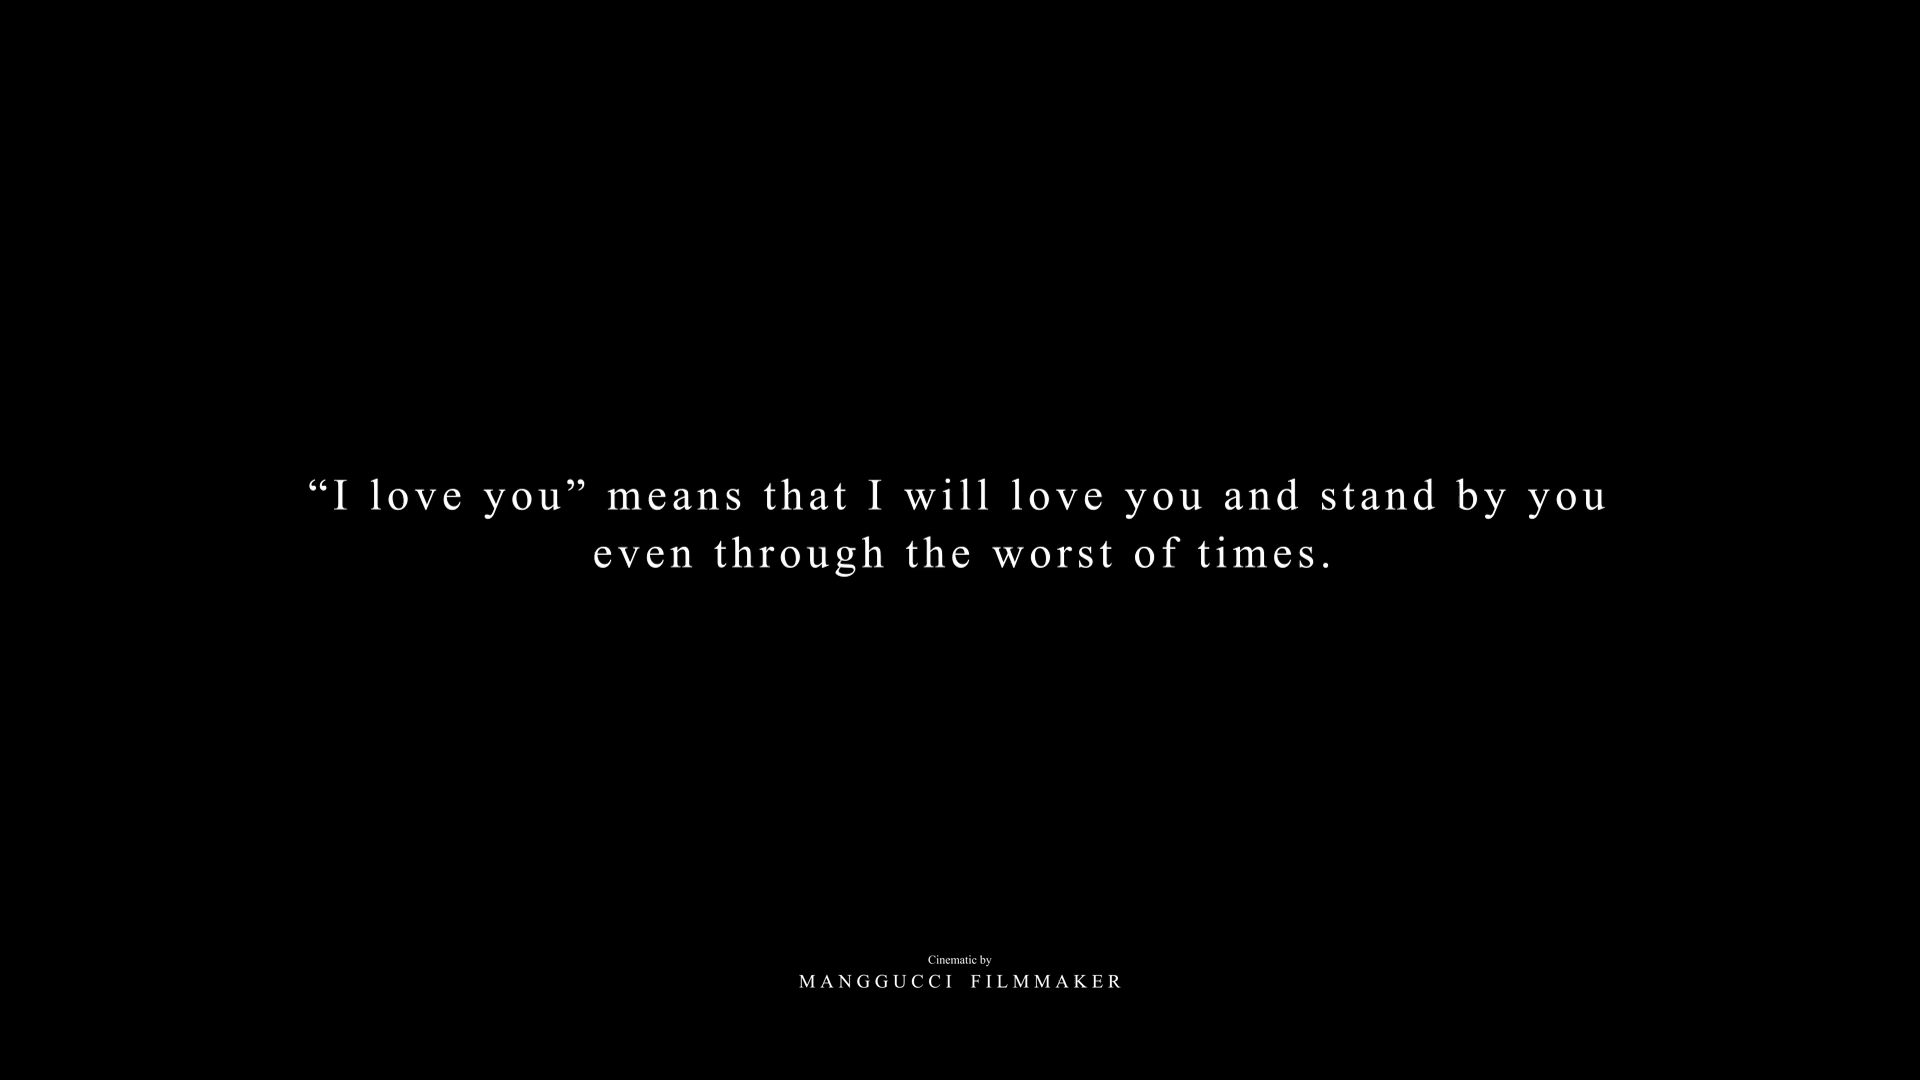 “I love you” means that I will love you and stand by you
even through the worst of times.
Cinematic by
MANGGUCCI FILMMAKER